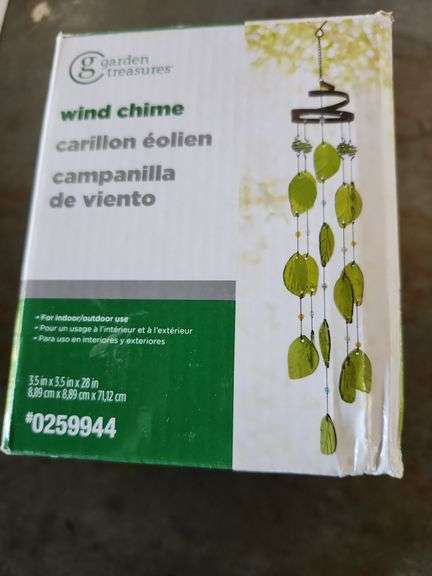 garden
treasures
wind chime
carillon éolien
campanilla
de viento
• For indoor/outdoor use
• Pour un usage à l'intérieur et à l'extérieur
• Para uso en interiores y exteriores
3.5 in x 3.5 in x 28 in
8,89 cm x 8,89 cm x 71,12 cm
#0259944